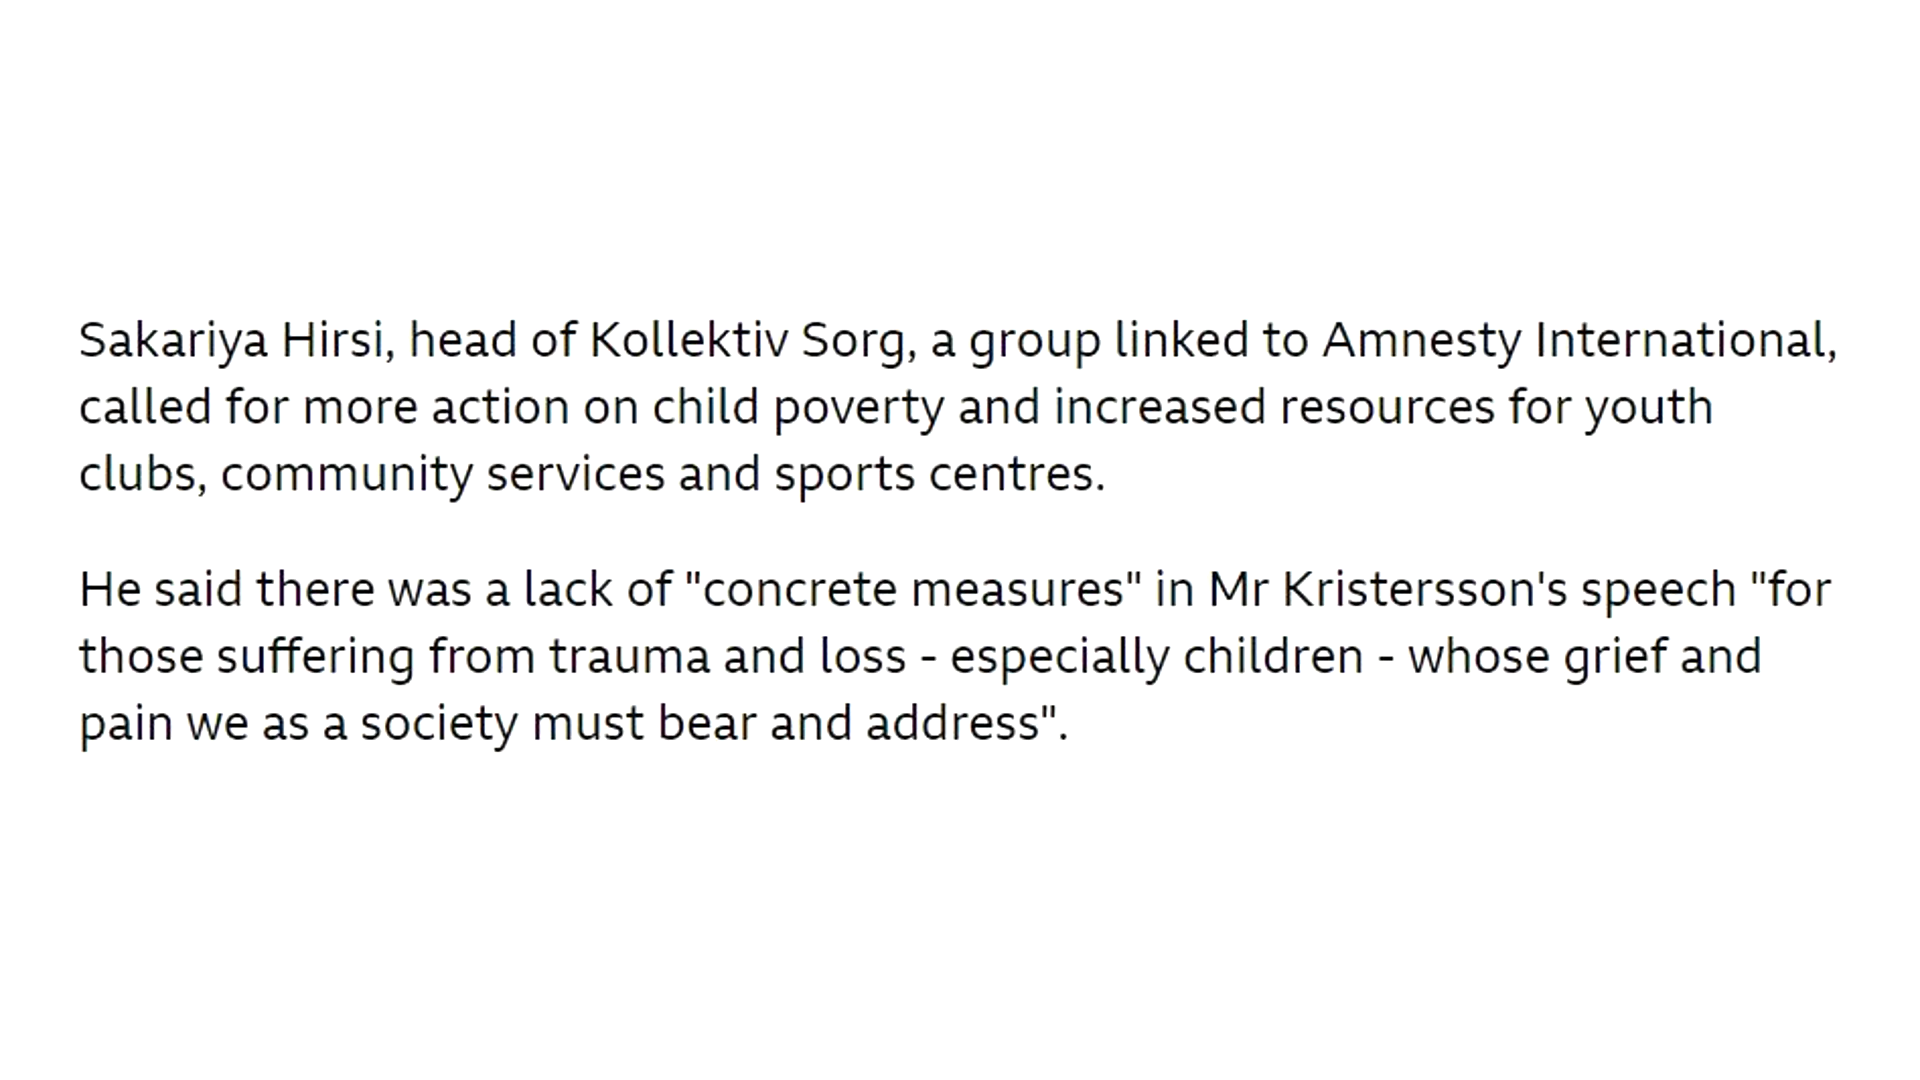 Sakariya Hirsi, head of Kollektiv Sorg, a group linked to Amnesty International,
called for more action on child poverty and increased resources for youth
clubs, community services and sports centres.
He said there was a lack of "concrete measures" in Mr Kristersson's speech "for
those suffering from trauma and loss - especially children - whose grief and
pain we as a society must bear and address".